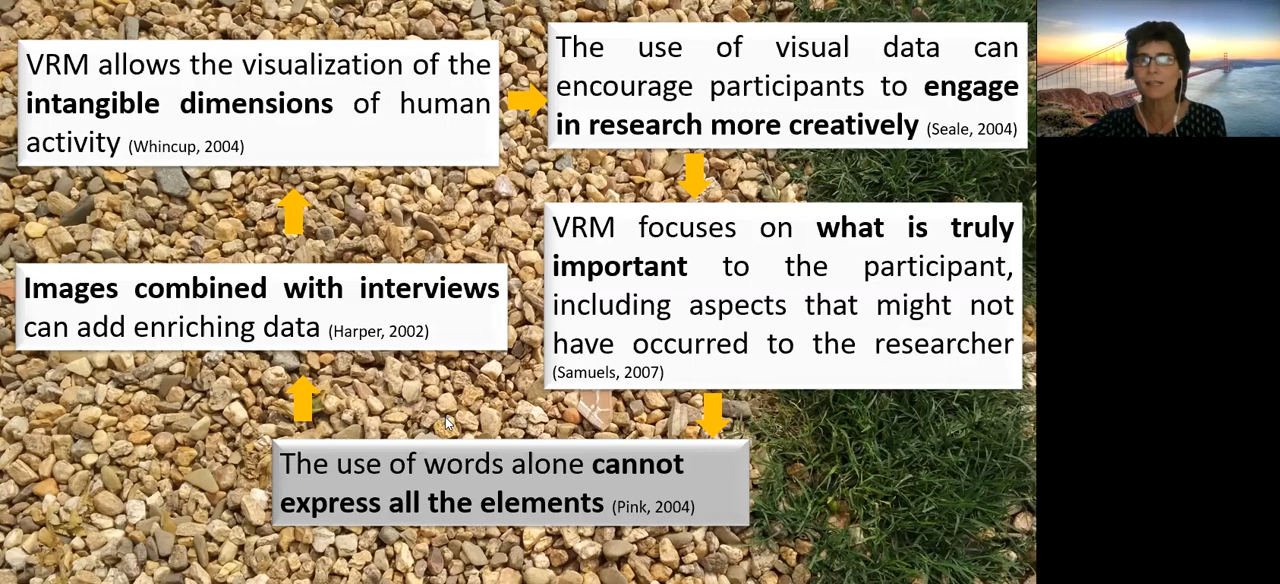 VRM allows the visualization of the
intangible dimensions of human
activity (Whincup, 2004)
The use of visual data can
encourage participants to engage
in research more creatively (Seale, 2004)
Images combined with interviews
can add enriching data (Harper, 2002)
VRM focuses on what is truly
important to the participant,
including aspects that might not
have occurred to the researcher
(Samuels, 2007)
The use of words alone cannot
express all the elements (Pink, 2004)